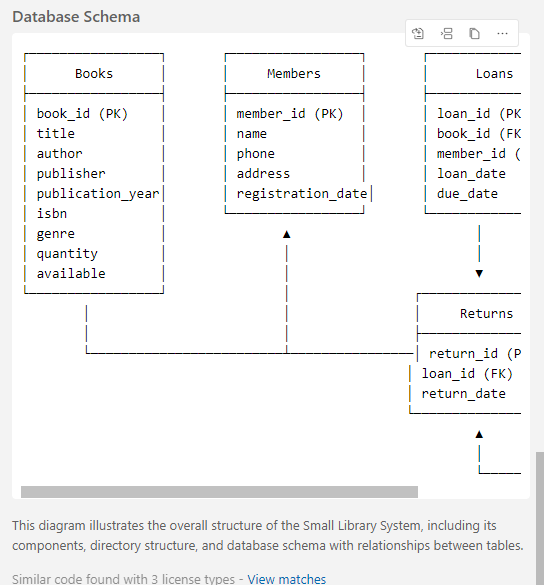 Database Schema
Books Members Loans
book_id (PK) member_id (PK) loan_id (PK
title name book_id (FK
author phone member_id (
publisher address loan_date
publication_year registration_date due_date
isbn
genre
quantity
available
Returns
return_id (P
loan_id (FK)
return_date
This diagram illustrates the overall structure of the Small Library System, including its
components, directory structure, and database schema with relationships between tables.
Similar code found with 3 license types - View matches